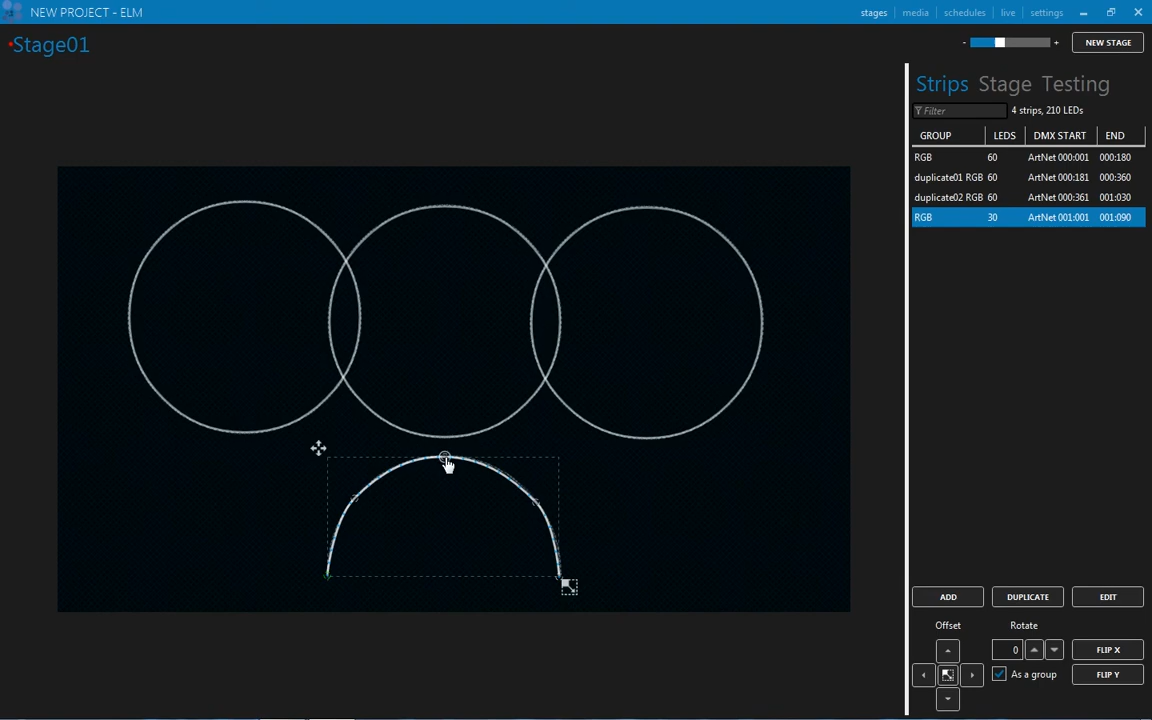 NEW PROJECT - ELM
stages media schedules live settings
Stage01
- +
NEW STAGE
Strips Stage Testing
Filter
4 strips, 210 LEDs
GROUP LEDS DMX START END
RGB 60 ArtNet 000:001 000:180
duplicate01 RGB 60 ArtNet 000:181 000:360
duplicate02 RGB 60 ArtNet 000:361 001:030
RGB 30 ArtNet 001:001 001:090
ADD DUPLICATE EDIT
Offset Rotate
0
FLIP X
As a group
FLIP Y